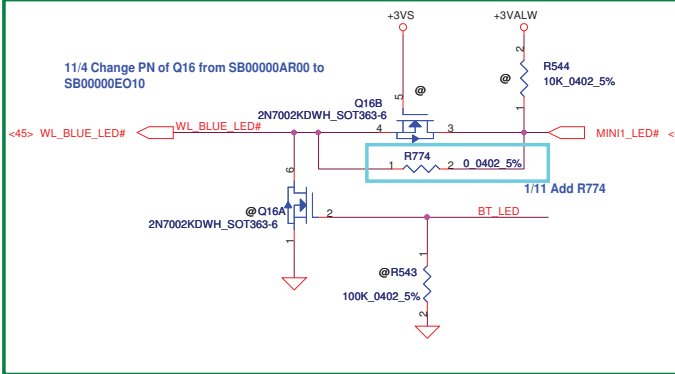 +3VS
+3VALW
11/4 Change PN of Q16 from SB00000AR00 to
SB00000EO10
2
R544
@
10K_0402_5%
1
@
Q16B
5
2N7002KDWH_SOT363-6
<45> WL_BLUE_LED#
WL_BLUE_LED#
4
3
MINI1_LED#
<
R774
1
2
0_0402_5%
1/11 Add R774
6
@Q16A
2
BT_LED
2N7002KDWH_SOT363-6
1
1
@R543
100K_0402_5%
2